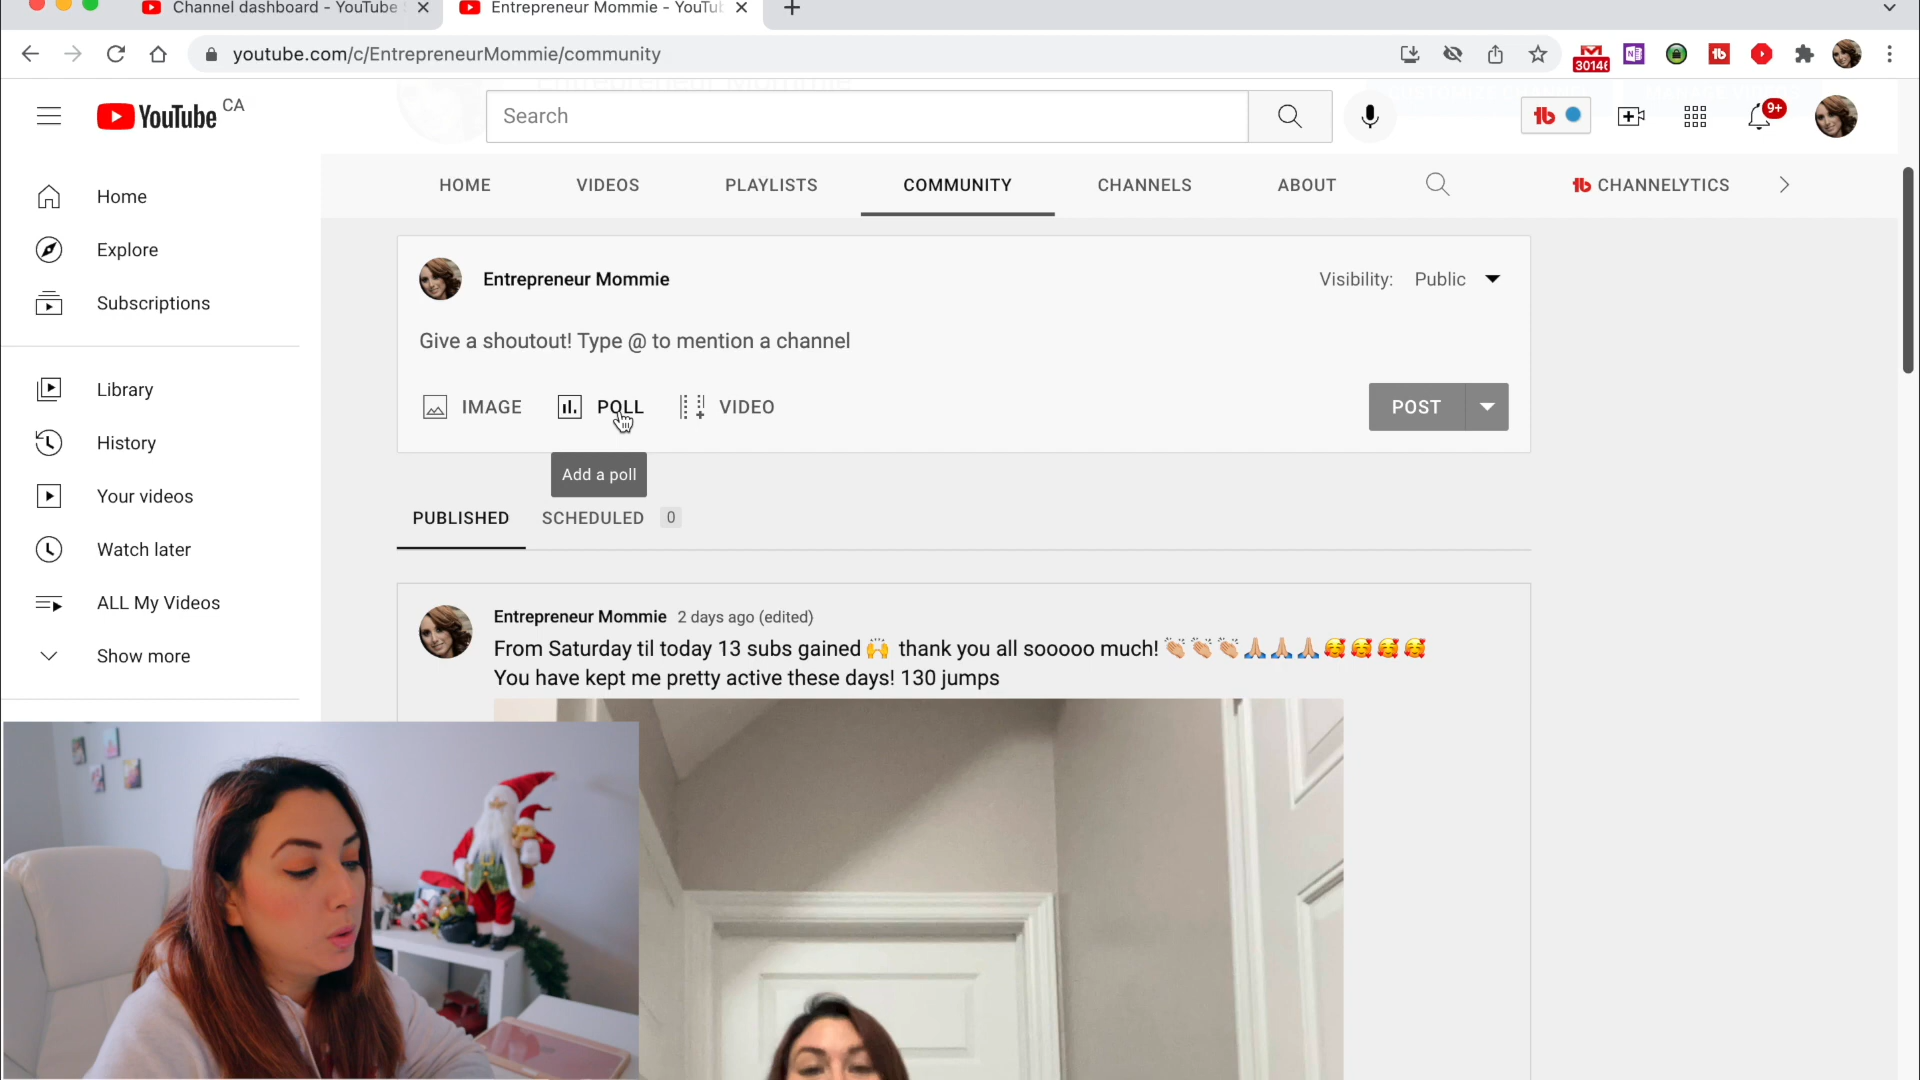 Channel dashboard - YouTube
Entrepreneur Mommie - YouTub
youtube.com/c/EntrepreneurMommie/community
30146
YouTube CA
Search
tb
9+
HOME VIDEOS PLAYLISTS COMMUNITY CHANNELS ABOUT tb CHANNELYTICS
Home
Explore
Subscriptions
Library
History
Your videos
Watch later
ALL My Videos
Show more
Entrepreneur Mommie
Visibility: Public
Give a shoutout! Type @ to mention a channel
IMAGE POLL VIDEO POST
Add a poll
PUBLISHED SCHEDULED 0
Entrepreneur Mommie 2 days ago (edited)
From Saturday til today 13 subs gained 🙌 thank you all sooooo much! 👏🏼👏🏼👏🏼🙏🏼🙏🏼🙏🏼🥰🥰🥰🥰
You have kept me pretty active these days! 130 jumps